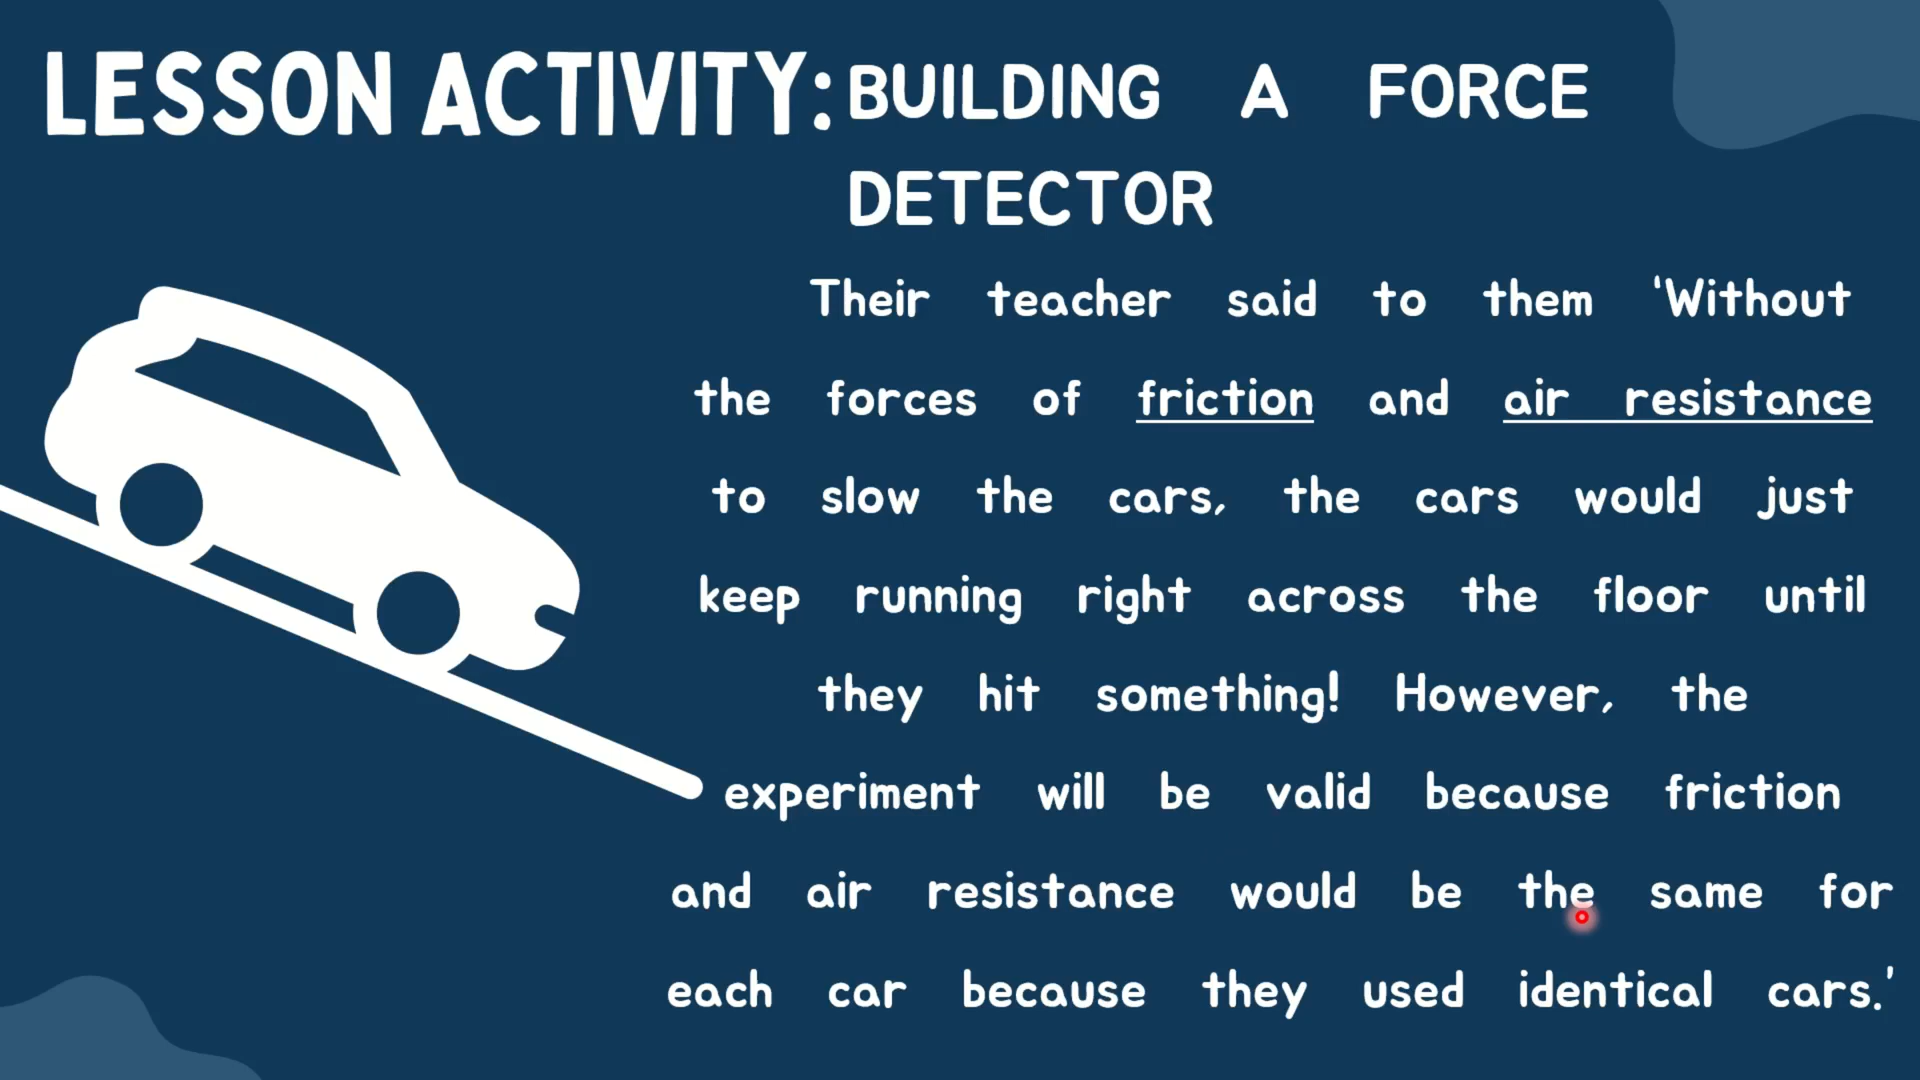 LESSON ACTIVITY: BUILDING A FORCE
DETECTOR
Their teacher said to them 'Without
the forces of friction and air resistance
to slow the cars, the cars would just
keep running right across the floor until
they hit something! However, the
experiment will be valid because friction
and air resistance would be the same for
each car because they used identical cars.'